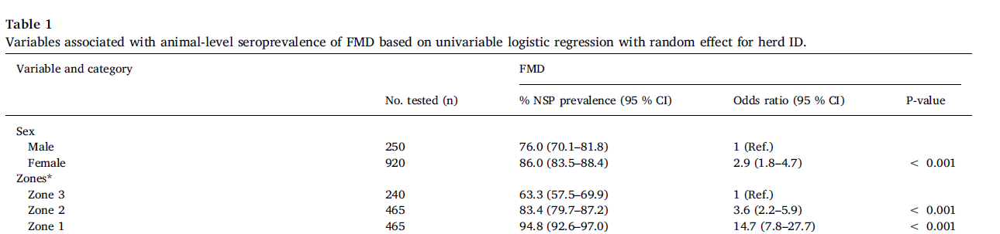 Table 1
Variables associated with animal-level seroprevalence of FMD based on univariable logistic regression with random effect for herd ID.
Variable and category FMD
No. tested (n) % NSP prevalence (95 % CI) Odds ratio (95 % CI) P-value
Sex
Male 250 76.0 (70.1–81.8) 1 (Ref.)
Female 920 86.0 (83.5–88.4) 2.9 (1.8–4.7) < 0.001
Zones*
Zone 3 240 63.3 (57.5–69.9) 1 (Ref.)
Zone 2 465 83.4 (79.7–87.2) 3.6 (2.2–5.9) < 0.001
Zone 1 465 94.8 (92.6–97.0) 14.7 (7.8–27.7) < 0.001